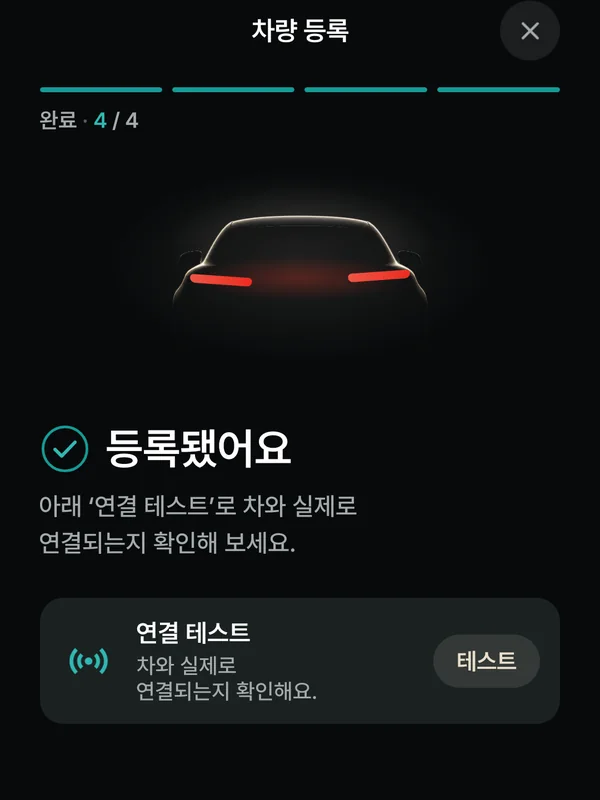 차량 등록
완료 · 4 / 4
등록됐어요
아래 ‘연결 테스트’로 차와 실제로
연결되는지 확인해 보세요.
연결 테스트
차와 실제로
연결되는지 확인해요.
테스트